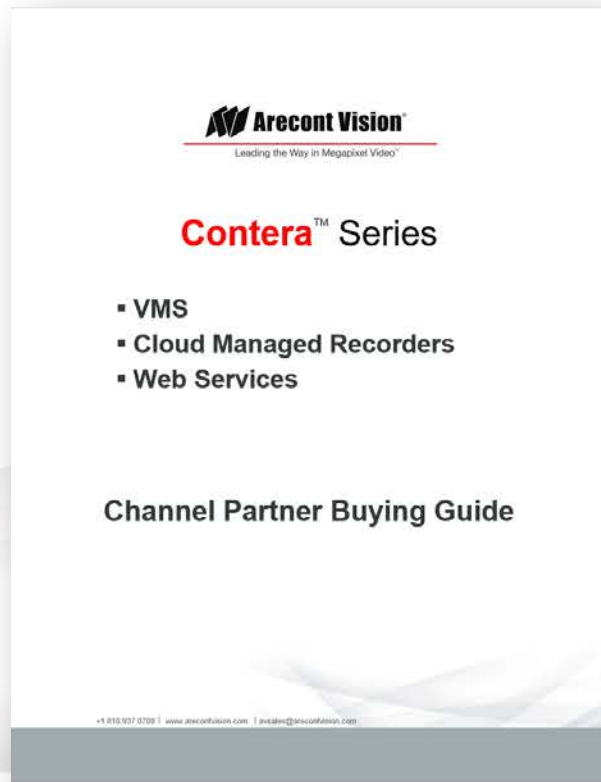 Arecont Vision®
Leading the Way in Megapixel Video™
Contera™ Series
▪ VMS
▪ Cloud Managed Recorders
▪ Web Services
Channel Partner Buying Guide
+1.818.937.0700 | www.arecontvision.com | avsales@arecontvision.com